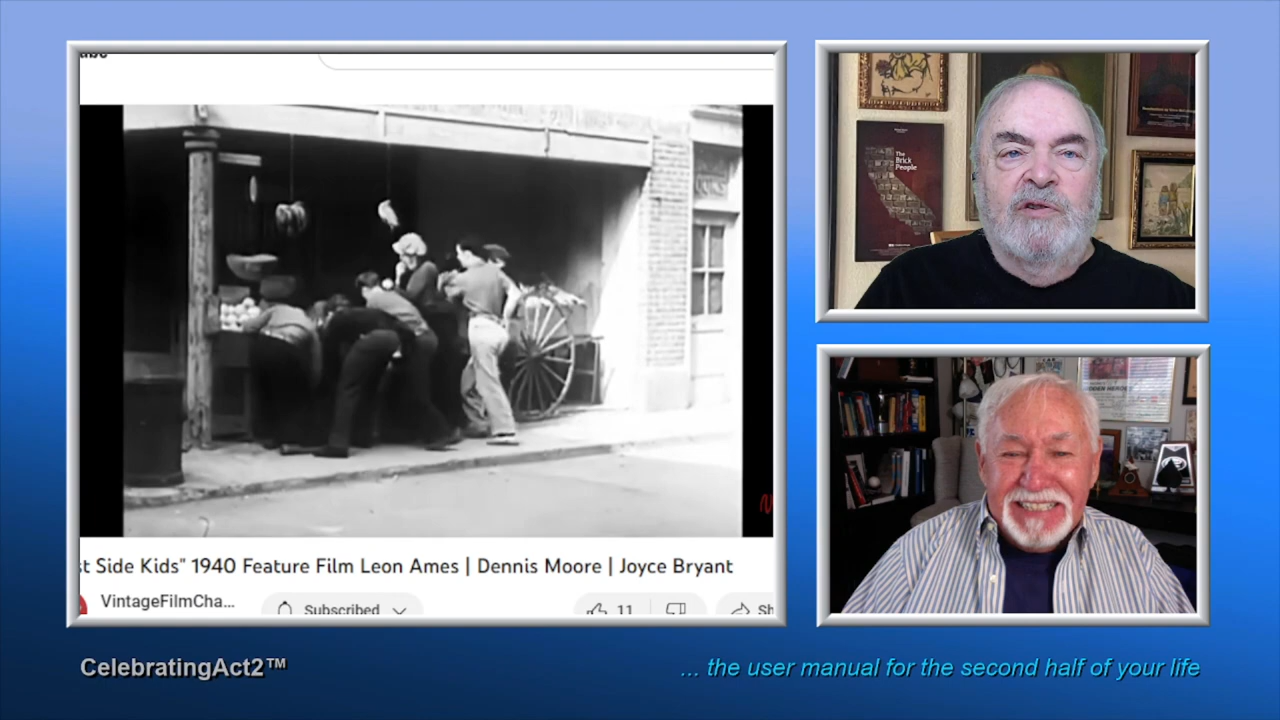 The
Brick
People
st Side Kids" 1940 Feature Film Leon Ames | Dennis Moore | Joyce Bryant
VintageFilmCha...
Subscribed
11
Sh
CelebratingAct2™
... the user manual for the second half of your life